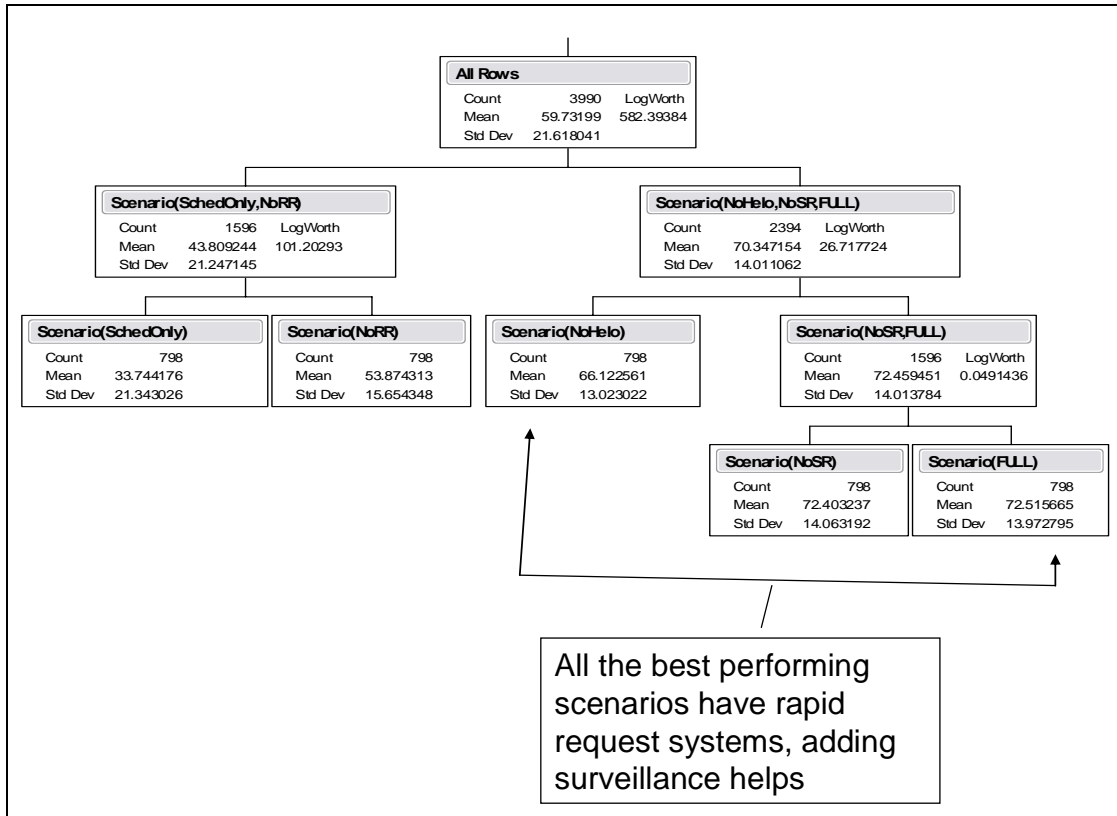 All Rows
Count 3990 LogWorth
Mean 59.73199 582.39384
Std Dev 21.618041
Scenario(SchedOnly,NoRR)
Count 1596 LogWorth
Mean 43.809244 101.20293
Std Dev 21.247145
Scenario(NoHelo,NoSR,FULL)
Count 2394 LogWorth
Mean 70.347154 26.717724
Std Dev 14.011062
Scenario(SchedOnly)
Count 798
Mean 33.744176
Std Dev 21.343026
Scenario(NoRR)
Count 798
Mean 53.874313
Std Dev 15.654348
Scenario(NoHelo)
Count 798
Mean 66.122561
Std Dev 13.023022
Scenario(NoSR,FULL)
Count 1596 LogWorth
Mean 72.459451 0.0491436
Std Dev 14.013784
Scenario(NoSR)
Count 798
Mean 72.403237
Std Dev 14.063192
Scenario(FULL)
Count 798
Mean 72.515665
Std Dev 13.972795
All the best performing
scenarios have rapid
request systems, adding
surveillance helps